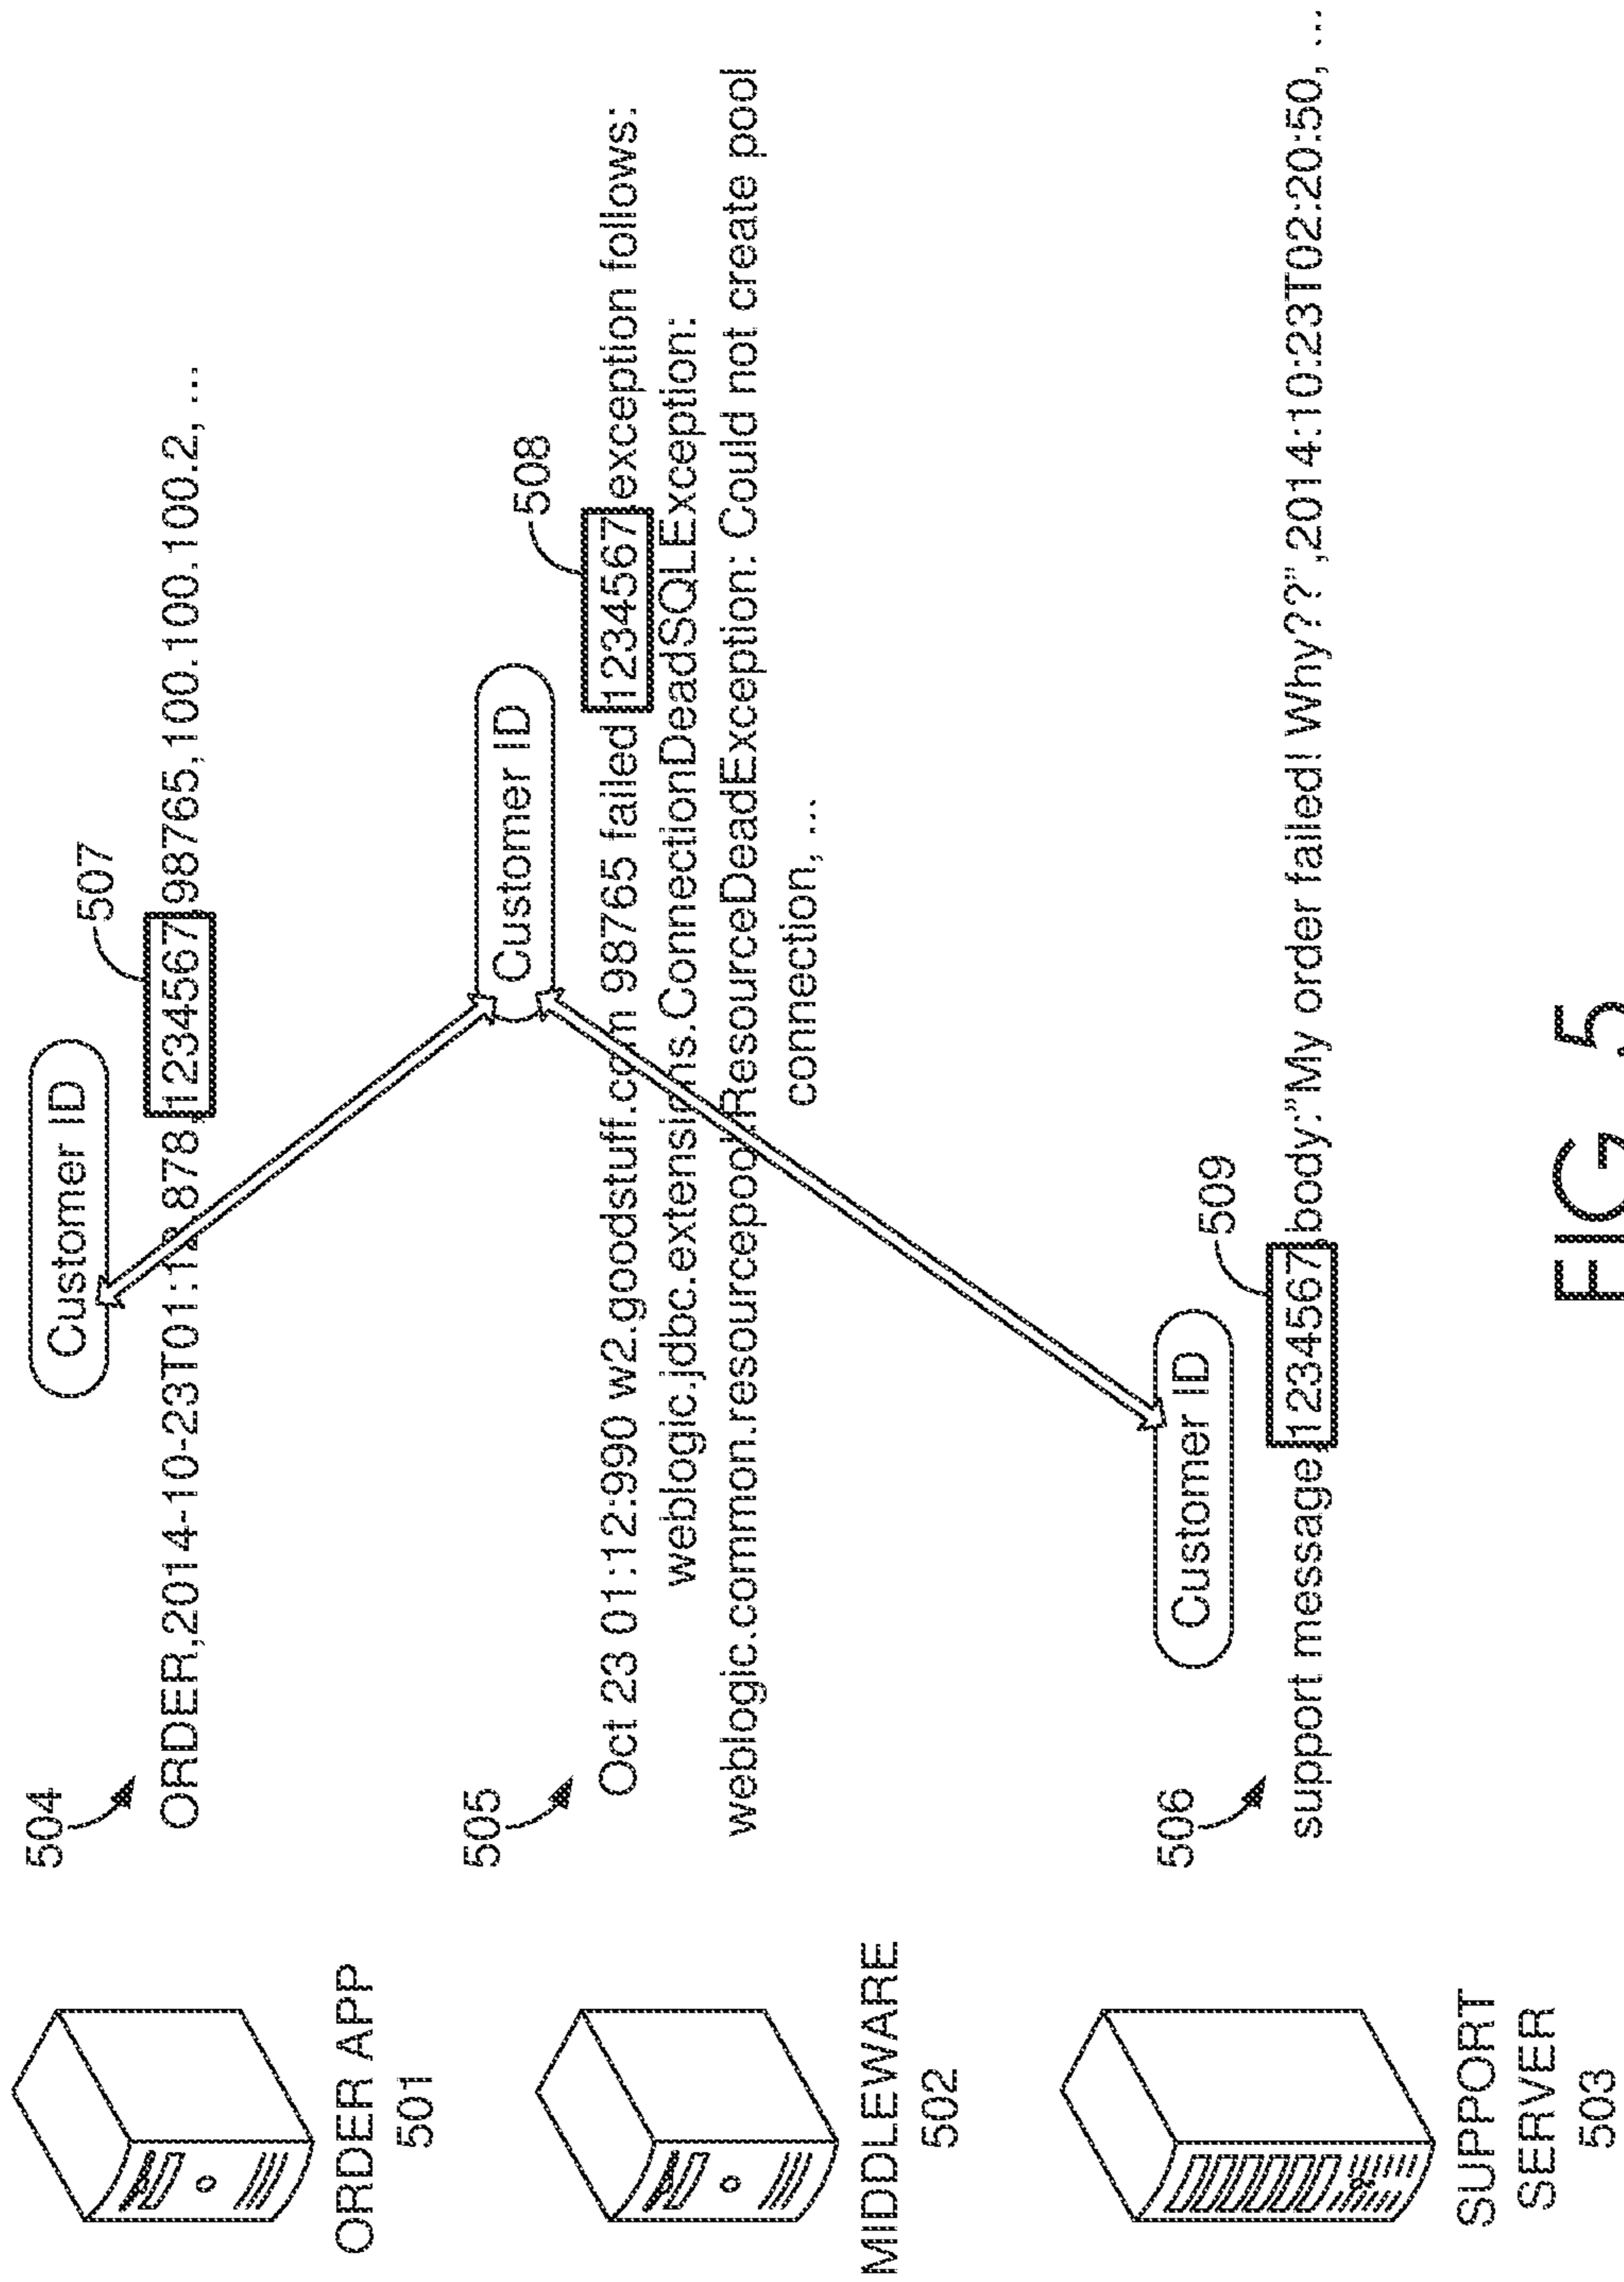 504
Customer ID
507
ORDER,2014-10-23T01:12.878,1234567,98765,100.100.100.2, ...
ORDER APP
501
505
Customer ID
508
Oct 23 01:12:990 w2.goodstuff.com 98765 failed 1234567 exception follows:
weblogic.jdbc.extensions.ConnectionDeadSQLException:
weblogic.common.resourcepool.ResourceDeadException: Could not create pool
connection, ...
MIDDLEWARE
502
506
Customer ID
509
support message,1234567,body:"My order failed! Why??",2014:10:23T02:20:50, ...
SUPPORT
SERVER
503
FIG. 5